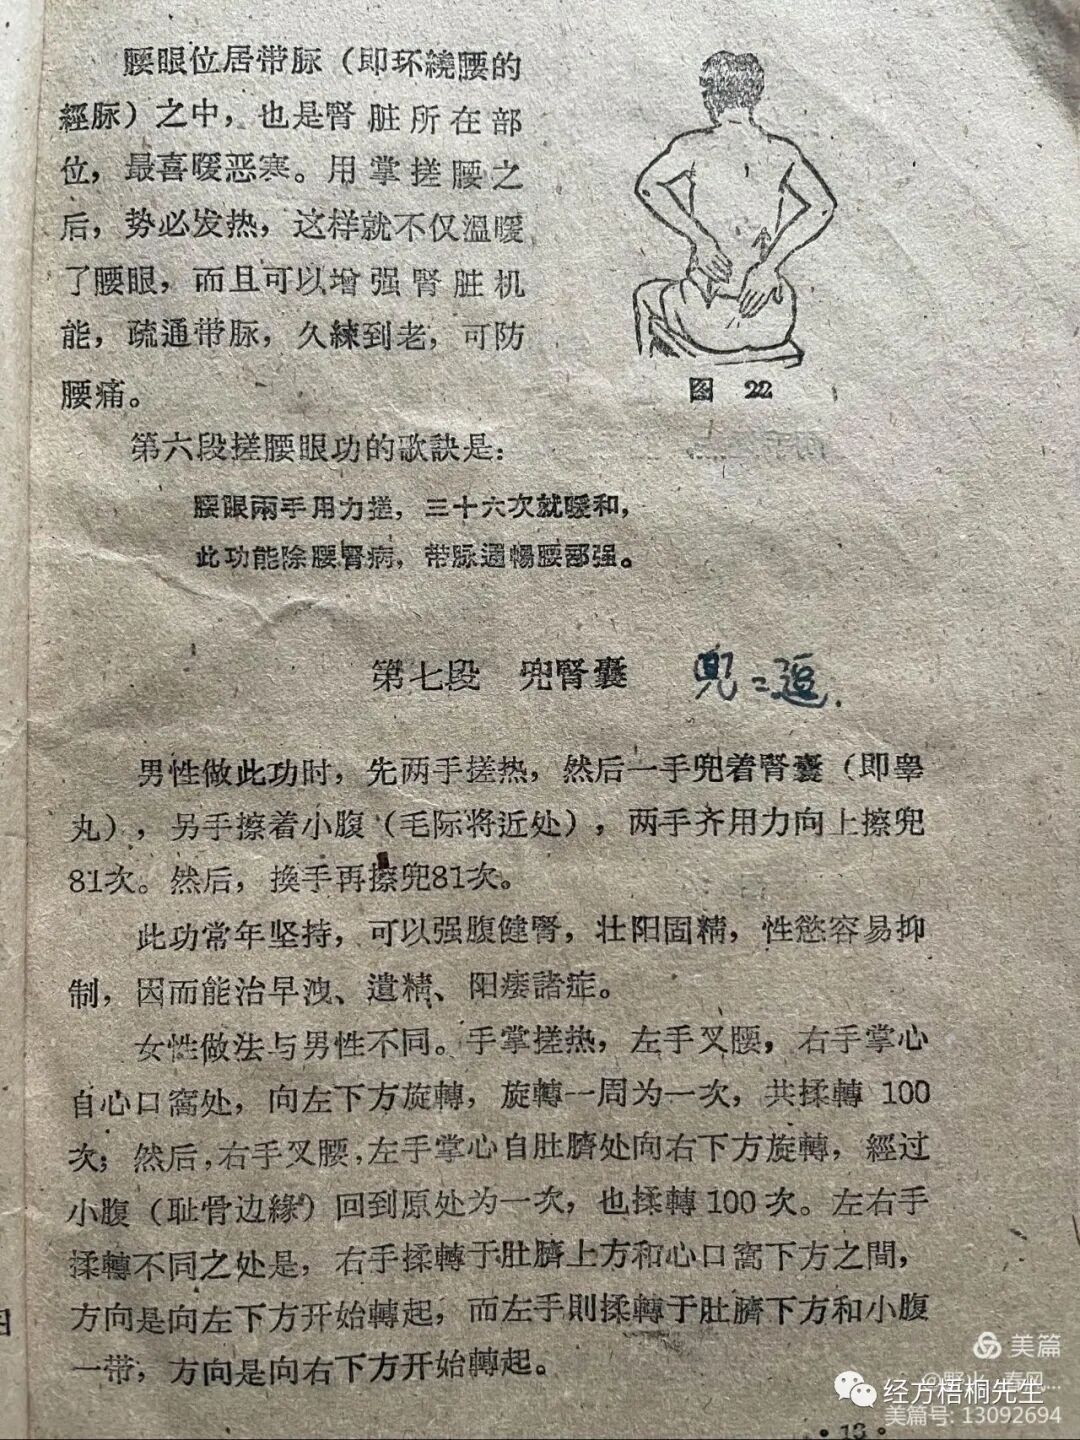 腰眼位居带脉（即环繞腰的
經脉）之中，也是腎脏所在部
位，最喜暖恶寒。用掌搓腰之
后，势必发热，这样就不仅溫暖
了腰眼，而且可以增强腎脏机
能，疏通带脉，久練到老，可防
腰痛。
图 22
第六段搓腰眼功的歌訣是：
腰眼兩手用力搓，三十六次就暖和，
此功能除腰腎病，带脉通暢腰部强。
第七段 兜腎囊
兜=逗.
男性做此功时，先两手搓热，然后一手兜着腎囊（即睾
丸），另手擦着小腹（毛际将近处），两手齐用力向上擦兜
81次。然后，換手再擦兜81次。
此功常年坚持，可以强腹健腎，壮阳固精，性慾容易抑
制，因而能治早洩、遺精、阳痿諸症。
女性做法与男性不同。手掌搓热，左手叉腰，右手掌心
自心口窩处，向左下方旋轉，旋轉一周为一次，共揉轉 100
次；然后，右手叉腰，左手掌心自肚臍处向右下方旋轉，經过
小腹（耻骨边緣）回到原处为一次，也揉轉 100 次。左右手
揉轉不同之处是，右手揉轉于肚臍上方和心口窩下方之間，
方向是向左下方开始轉起，而左手則揉轉于肚臍下方和小腹
一带，方向是向右下方开始轉起。
美篇
经方梧桐先生
美篇号: 13092694
·13·